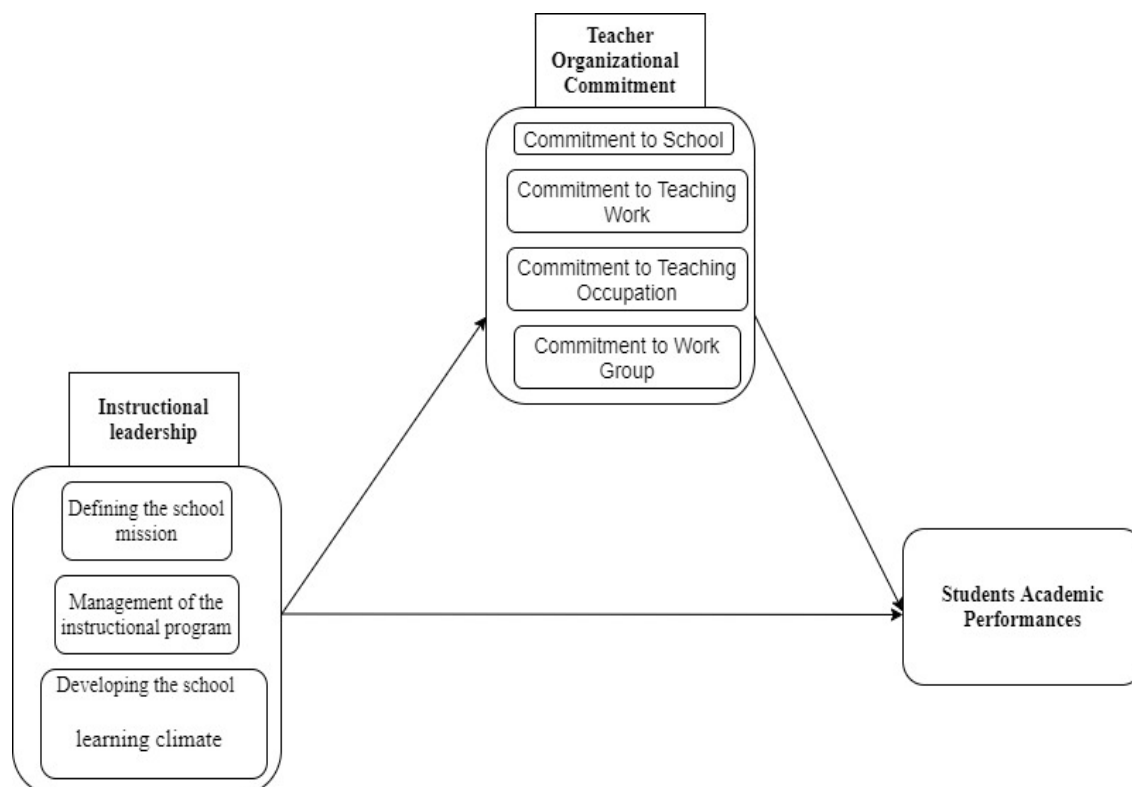 Teacher
Organizational
Commitment
Commitment to School
Commitment to Teaching
Work
Commitment to Teaching
Occupation
Commitment to Work
Group
Instructional
leadership
Defining the school
mission
Management of the
instructional program
Developing the school
learning climate
Students Academic
Performances